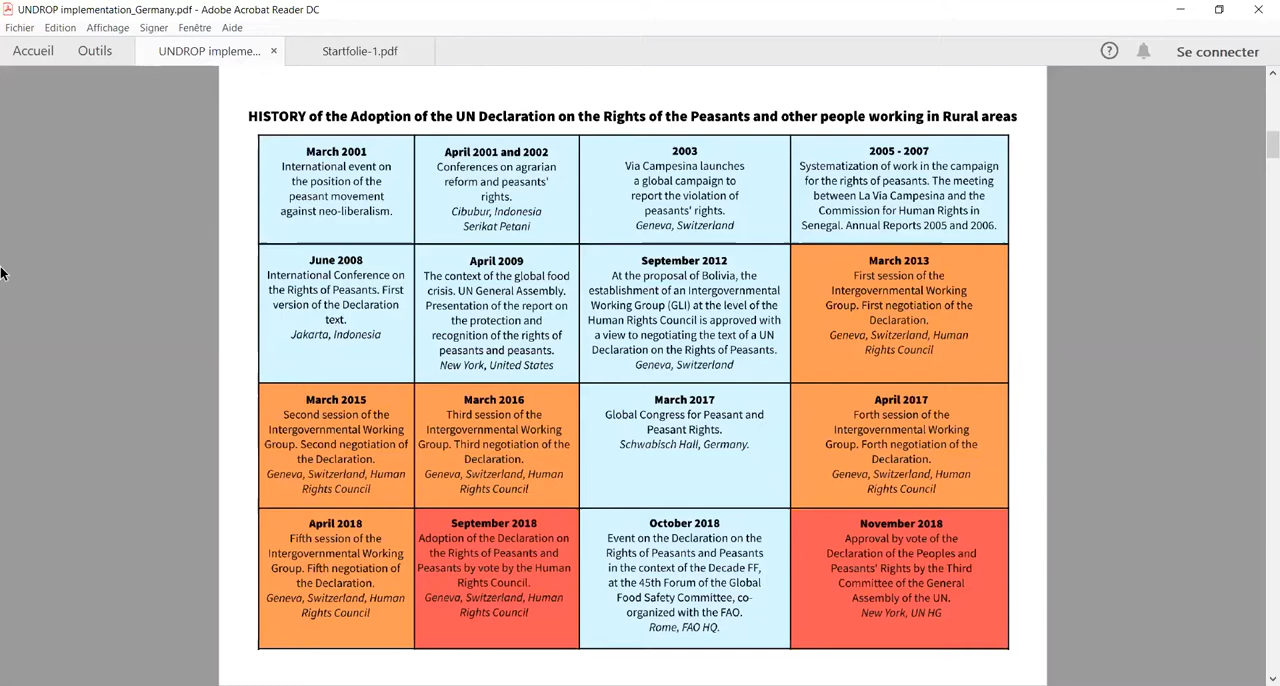 UNDROP implementation_Germany.pdf - Adobe Acrobat Reader DC
Fichier Edition Affichage Signer Fenêtre Aide
Accueil Outils UNDROP impleme... × Startfolie-1.pdf Se connecter
HISTORY of the Adoption of the UN Declaration on the Rights of the Peasants and other people working in Rural areas
March 2001
International event on
the position of the
peasant movement
against neo-liberalism.
April 2001 and 2002
Conferences on agrarian
reform and peasants'
rights.
Cibubur, Indonesia
Serikat Petani
2003
Via Campesina launches
a global campaign to
report the violation of
peasants' rights.
Geneva, Switzerland
2005 - 2007
Systematization of work in the campaign
for the rights of peasants. The meeting
between La Via Campesina and the
Commission for Human Rights in
Senegal. Annual Reports 2005 and 2006.
June 2008
International Conference on
the Rights of Peasants. First
version of the Declaration
text.
Jakarta, Indonesia
April 2009
The context of the global food
crisis. UN General Assembly.
Presentation of the report on
the protection and
recognition of the rights of
peasants and peasants.
New York, United States
September 2012
At the proposal of Bolivia, the
establishment of an Intergovernmental
Working Group (GLI) at the level of the
Human Rights Council is approved with
a view to negotiating the text of a UN
Declaration on the Rights of Peasants.
Geneva, Switzerland
March 2013
First session of the
Intergovernmental Working
Group. First negotiation of the
Declaration.
Geneva, Switzerland, Human
Rights Council
March 2015
Second session of the
Intergovernmental Working
Group. Second negotiation of
the Declaration.
Geneva, Switzerland, Human
Rights Council
March 2016
Third session of the
Intergovernmental Working
Group. Third negotiation of the
Declaration.
Geneva, Switzerland, Human
Rights Council
March 2017
Global Congress for Peasant and
Peasant Rights.
Schwabisch Hall, Germany.
April 2017
Forth session of the
Intergovernmental Working
Group. Forth negotiation of the
Declaration.
Geneva, Switzerland, Human
Rights Council
April 2018
Fifth session of the
Intergovernmental Working
Group. Fifth negotiation of
the Declaration.
Geneva, Switzerland, Human
Rights Council
September 2018
Adoption of the Declaration on
the Rights of Peasants and
Peasants by vote by the Human
Rights Council.
Geneva, Switzerland, Human
Rights Council
October 2018
Event on the Declaration on the
Rights of Peasants and Peasants
in the context of the Decade FF,
at the 45th Forum of the Global
Food Safety Committee, co-
organized with the FAO.
Rome, FAO HQ.
November 2018
Approval by vote of the
Declaration of the Peoples and
Peasants' Rights by the Third
Committee of the General
Assembly of the UN.
New York, UN HG